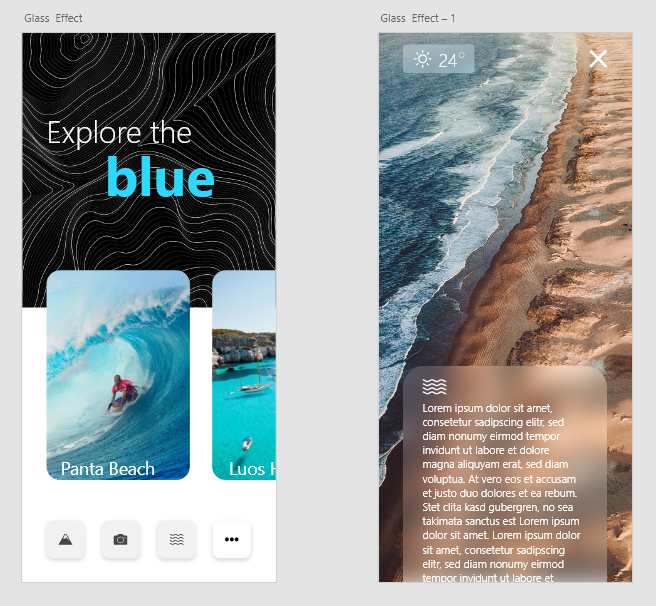 Glass Effect
Explore the
blue
Panta Beach
Luos H
Glass Effect – 1
24°
Lorem ipsum dolor sit amet,
consetetur sadipscing elitr, sed
diam nonumy eirmod tempor
invidunt ut labore et dolore
magna aliquyam erat, sed diam
voluptua. At vero eos et accusam
et justo duo dolores et ea rebum.
Stet clita kasd gubergren, no sea
takimata sanctus est Lorem ipsum
dolor sit amet. Lorem ipsum dolor
sit amet, consetetur sadipscing
elitr, sed diam nonumy eirmod
tempor invidunt ut labore et